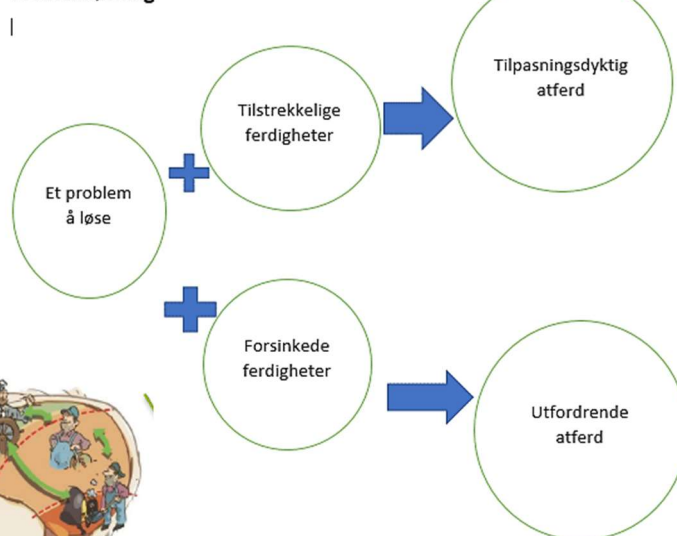 Et problem
å løse
Tilstrekkelige
ferdigheter
Tilpasningsdyktig
atferd
Forsinkede
ferdigheter
Utfordrende
atferd